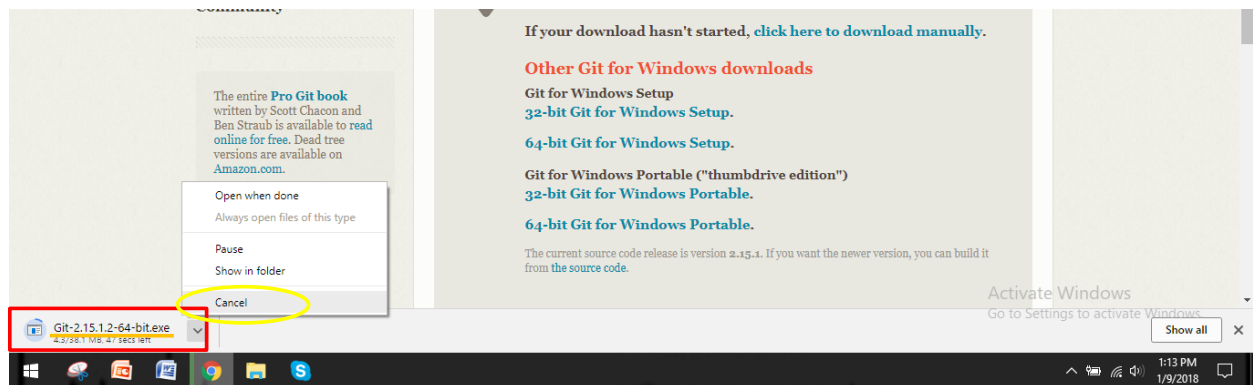 Community
The entire Pro Git book
written by Scott Chacon and
Ben Straub is available to read
online for free. Dead tree
versions are available on
Amazon.com.
If your download hasn't started, click here to download manually.
Other Git for Windows downloads
Git for Windows Setup
32-bit Git for Windows Setup.
64-bit Git for Windows Setup.
Git for Windows Portable ("thumbdrive edition")
32-bit Git for Windows Portable.
64-bit Git for Windows Portable.
The current source code release is version 2.15.1. If you want the newer version, you can build it
from the source code.
Open when done
Always open files of this type
Pause
Show in folder
Cancel
Activate Windows
Go to Settings to activate Windows.
Git-2.15.1.2-64-bit.exe
4.3/38.1 MB, 47 secs left
Show all
1:13 PM
1/9/2018